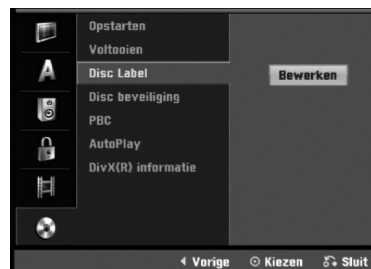 Opstarten
Voltooien
A
Disc Label
Bewerken
Disc beveiliging
PBC
AutoPlay
DivX(R) informatie
Vorige Kiezen Sluit